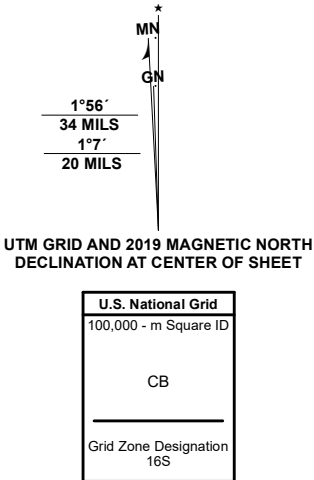 MN
GN
1°56´
34 MILS
1°7´
20 MILS
UTM GRID AND 2019 MAGNETIC NORTH
DECLINATION AT CENTER OF SHEET
U.S. National Grid
100,000 - m Square ID
CB
Grid Zone Designation
16S